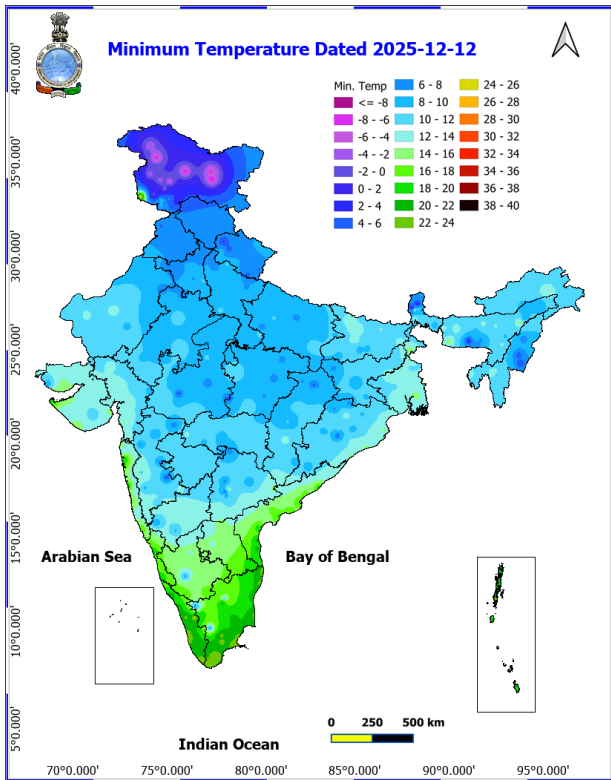 Minimum Temperature Dated 2025-12-12
Min. Temp
<= -8
-8 - -6
-6 - -4
-4 - -2
-2 - 0
0 - 2
2 - 4
4 - 6
6 - 8
8 - 10
10 - 12
12 - 14
14 - 16
16 - 18
18 - 20
20 - 22
22 - 24
24 - 26
26 - 28
28 - 30
30 - 32
32 - 34
34 - 36
36 - 38
38 - 40
40°0.000'
35°0.000'
30°0.000'
25°0.000'
20°0.000'
15°0.000'
10°0.000'
5°0.000'
Arabian Sea
Bay of Bengal
0 250 500 km
Indian Ocean
70°0.000' 75°0.000' 80°0.000' 85°0.000' 90°0.000' 95°0.000'